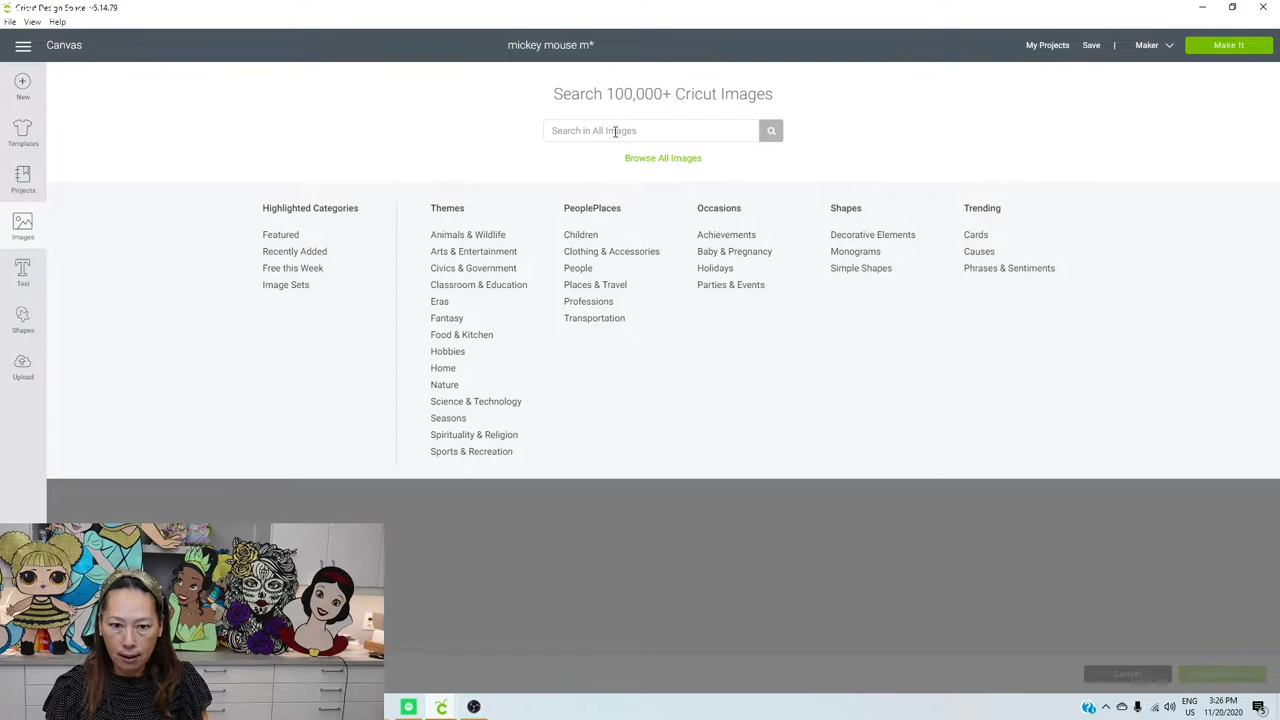 Cricut Design Space v6.14.79
File View Help
Canvas
mickey mouse m*
My Projects Save | Maker Make It
New
Templates
Projects
Images
Text
Shapes
Upload
Search 100,000+ Cricut Images
Search in All Images
Browse All Images
Highlighted Categories
Featured
Recently Added
Free this Week
Image Sets
Themes
Animals & Wildlife
Arts & Entertainment
Civics & Government
Classroom & Education
Eras
Fantasy
Food & Kitchen
Hobbies
Home
Nature
Science & Technology
Seasons
Spirituality & Religion
Sports & Recreation
PeoplePlaces
Children
Clothing & Accessories
People
Places & Travel
Professions
Transportation
Occasions
Achievements
Baby & Pregnancy
Holidays
Parties & Events
Shapes
Decorative Elements
Monograms
Simple Shapes
Trending
Cards
Causes
Phrases & Sentiments
Cancel
ENG
US
3:26 PM
11/20/2020